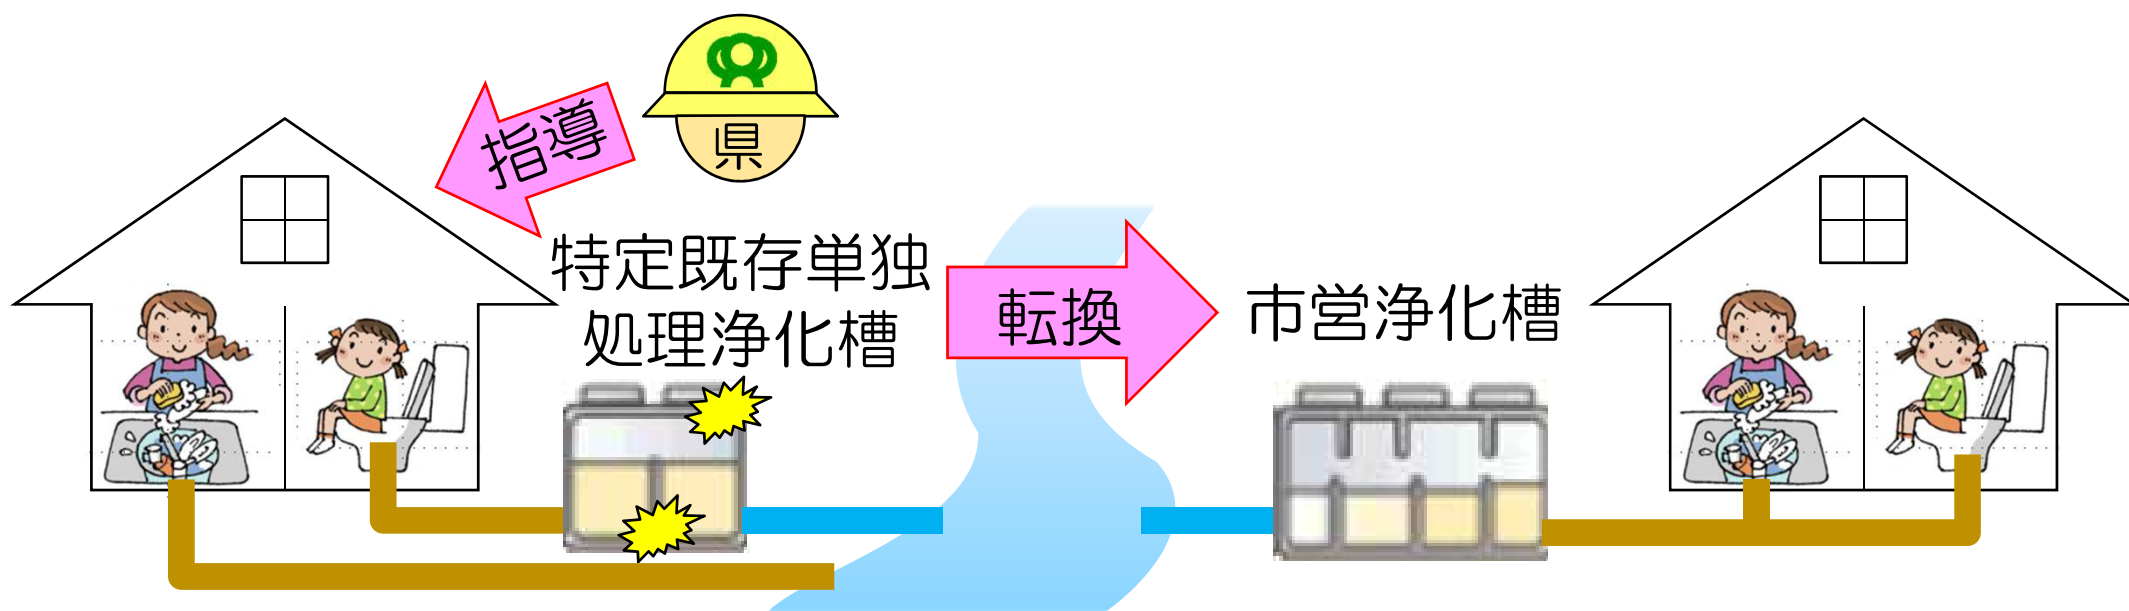 県
指導
特定既存単独
処理浄化槽
転換
市営浄化槽